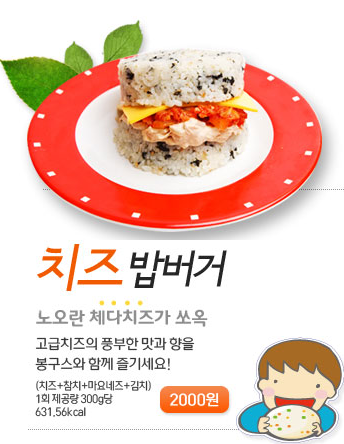 치즈 밥버거
노오란 체다치즈가 쏘옥
고급치즈의 풍부한 맛과 향을
봉구스와 함께 즐기세요!
(치즈+참치+마요네즈+김치)
1회 제공량 300g당
631,56kcal
2000원